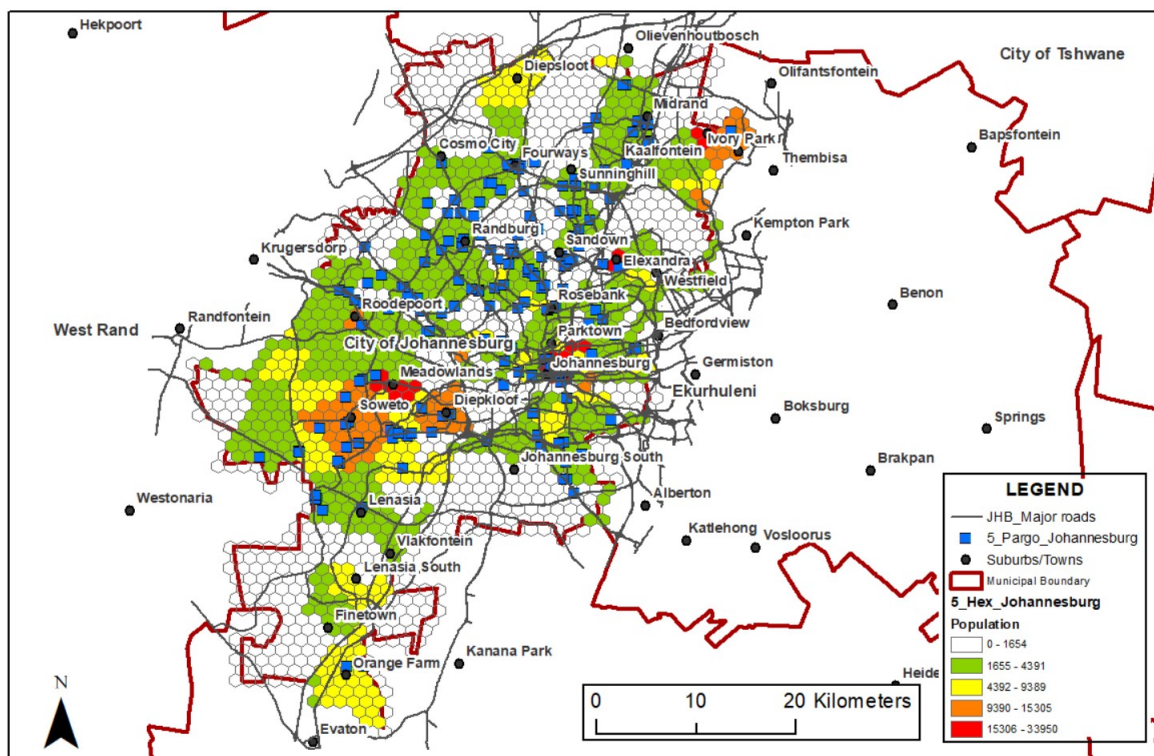 Hekpoort
Olievenhoutbosch
City of Tshwane
Diepsloot
Olifantsfontein
Midrand
Bapsfontein
Ivory Park
Cosmo City
Fourways
Kaalfontein
Thembisa
Sunninghill
Kempton Park
Randburg
Sandown
Krugersdorp
Elexandra
Westfield
Benon
Rosebank
Roodepoort
West Rand
Randfontein
Bedfordview
Parktown
City of Johannesburg
Johannesburg
Germiston
Meadowlands
Ekurhuleni
Diepkloof
Soweto
Boksburg
Springs
Johannesburg South
Brakpan
Westonaria
Lenasia
Alberton
Katlehong
Vosloorus
Vlakfontein
Lenasia South
Finetown
Kanana Park
Orange Farm
Heide
Evaton
N
0 10 20 Kilometers
LEGEND
JHB_Major roads
5_Pargo_Johannesburg
Suburbs/Towns
Municipal Boundary
5_Hex_Johannesburg
Population
0 - 1654
1655 - 4391
4392 - 9389
9390 - 15305
15306 - 33950